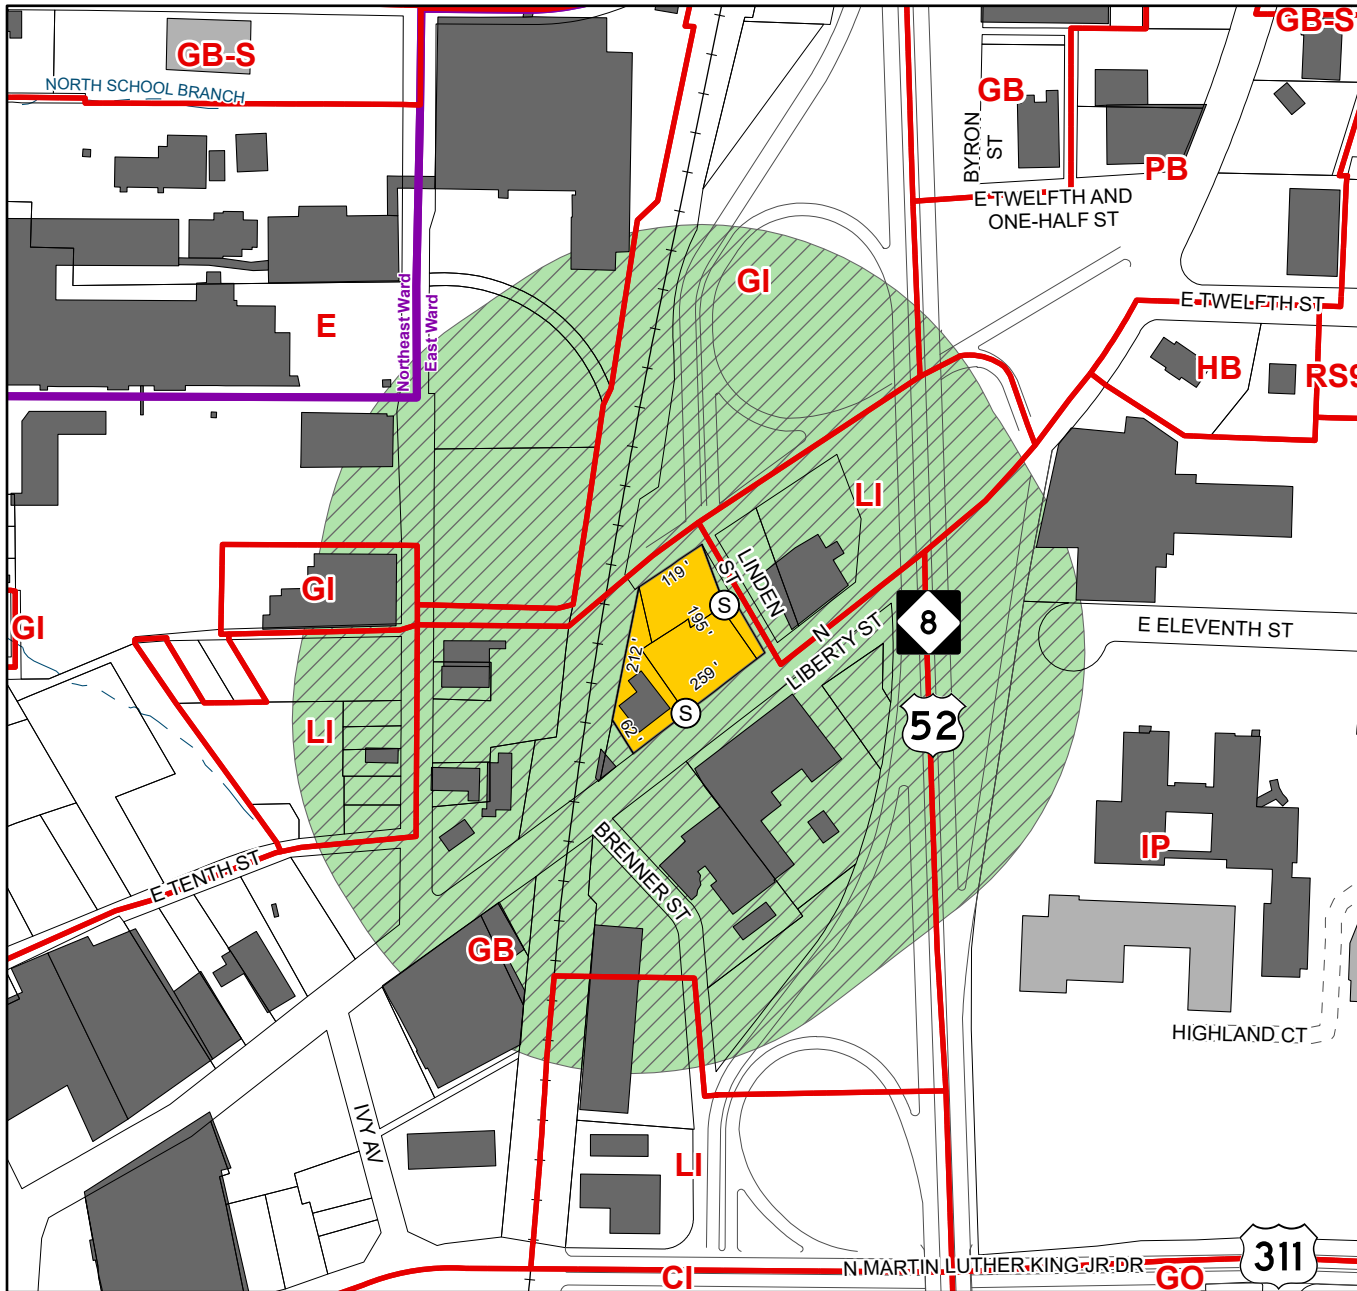 GB-S
GB-S
NORTH SCHOOL BRANCH
GB
BYRON
ST
PB
E TWELFTH AND
ONE-HALF ST
GI
Northeast Ward
East Ward
E
E TWELFTH ST
HB
RSS
LI
LINDEN
ST
119 '
S
195 '
GI
GI
8
E ELEVENTH ST
N
LIBERTY ST
212 '
259 '
S
62 '
LI
52
BRENNER ST
IP
E TENTH ST
GB
HIGHLAND CT
IVY AV
LI
N MARTIN LUTHER KING JR DR
311
CI
GO